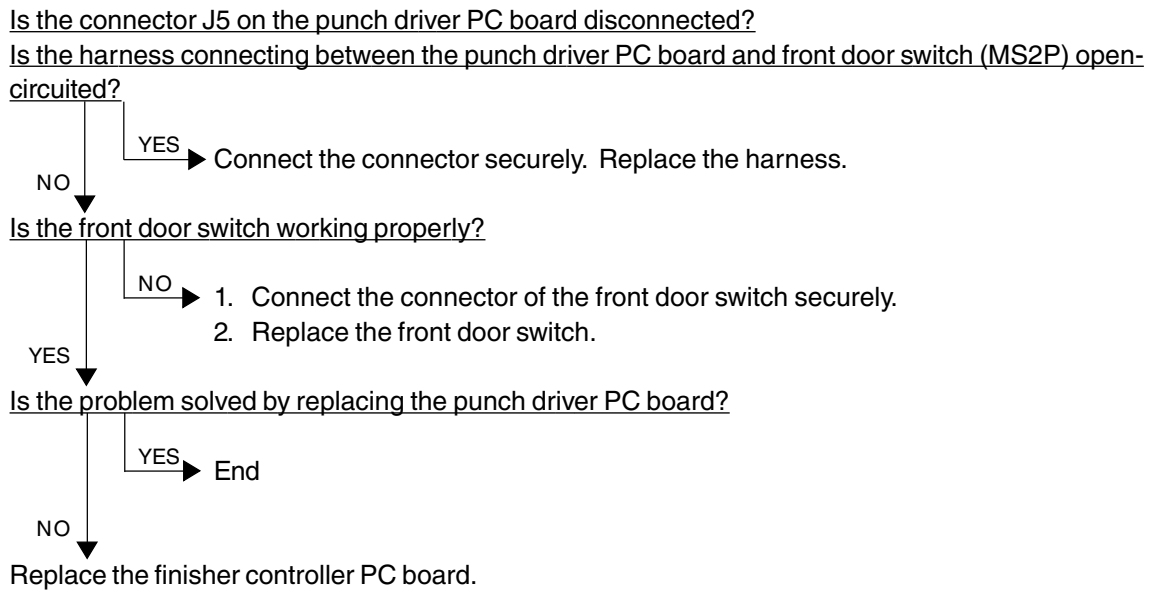 Is the connector J5 on the punch driver PC board disconnected?
Is the harness connecting between the punch driver PC board and front door switch (MS2P) open-
circuited?
YES
Connect the connector securely.  Replace the harness.
NO
Is the front door switch working properly?
NO
1. Connect the connector of the front door switch securely.
2. Replace the front door switch.
YES
Is the problem solved by replacing the punch driver PC board?
YES
End
NO
Replace the finisher controller PC board.